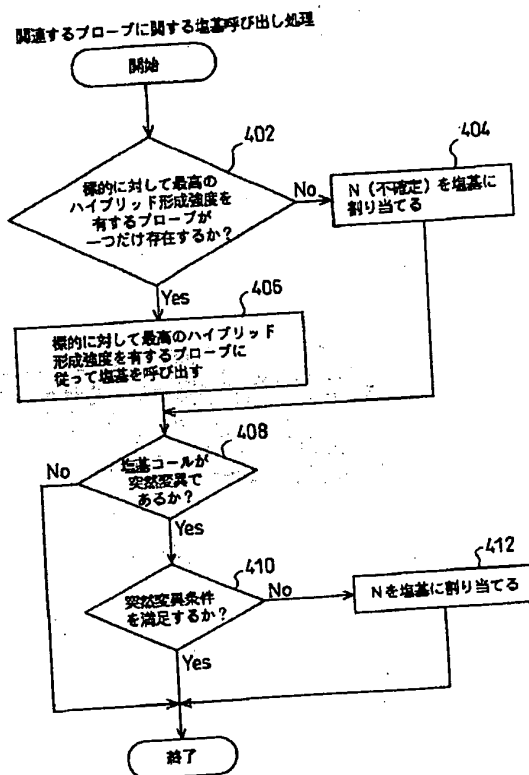 関連するプローブに関する塩基呼び出し処理
開始
402
標的に対して最高の
ハイブリッド形成強度を
有するプローブが
一つだけ存在するか?
No
404
N(不確定)を塩基に
割り当てる
Yes
406
標的に対して最高のハイブリッド
形成強度を有するプローブに
従って塩基を呼び出す
408
塩基コールが
突然変異で
あるか?
No
Yes
410
突然変異条件
を満足するか?
No
412
Nを塩基に割り当てる
Yes
終了